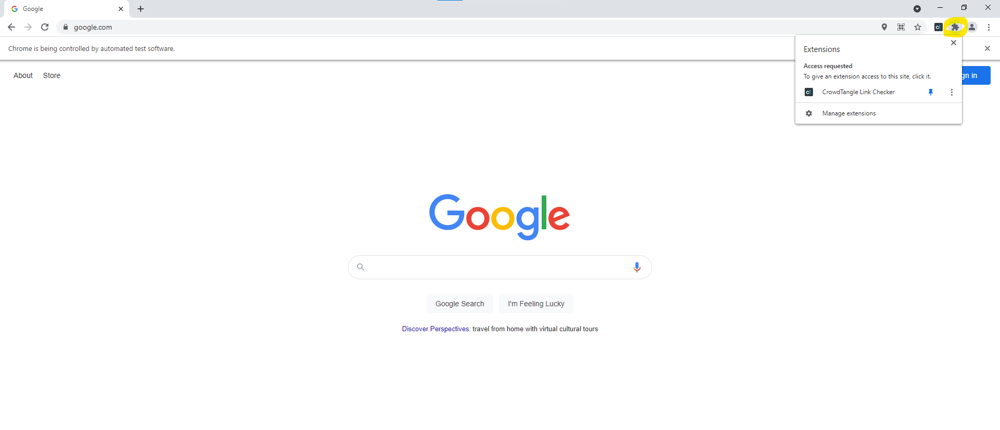 Google
google.com
ct
Chrome is being controlled by automated test software.
Extensions
Access requested
To give an extension access to this site, click it.
ct CrowdTangle Link Checker
Manage extensions
About Store
gn in
Google
Google Search I'm Feeling Lucky
Discover Perspectives: travel from home with virtual cultural tours